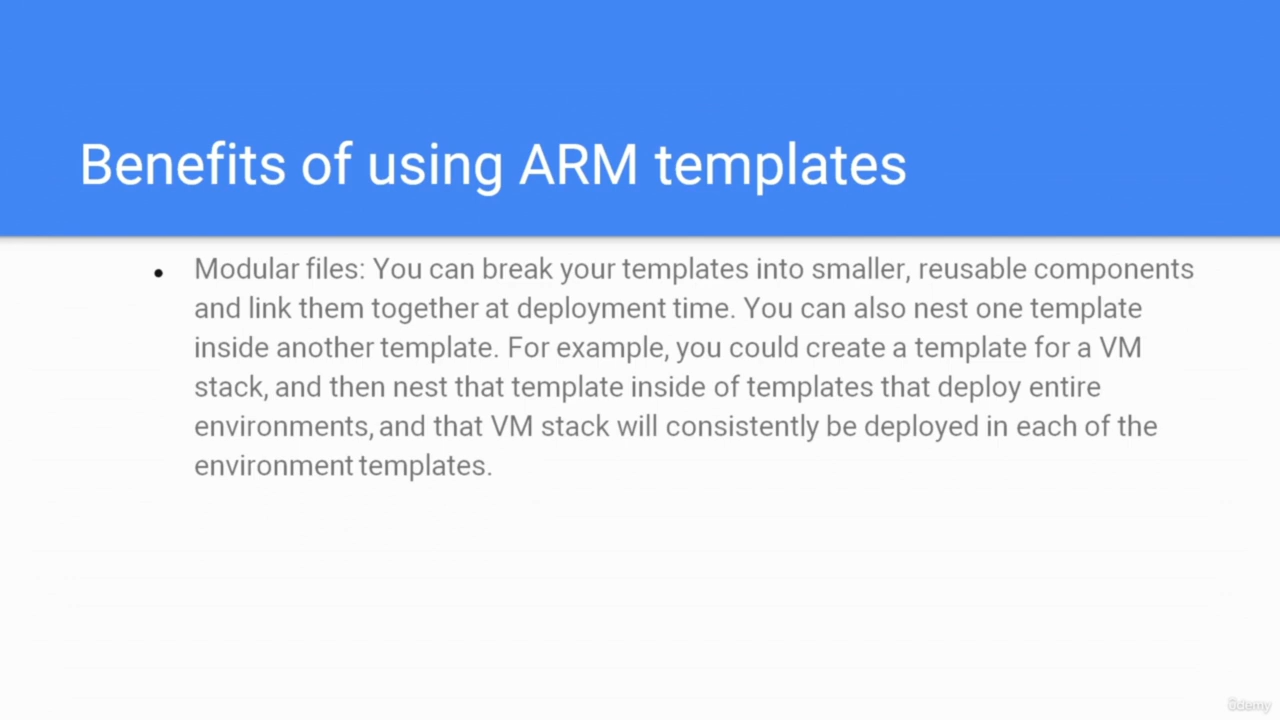 Benefits of using ARM templates
• Modular files: You can break your templates into smaller, reusable components
and link them together at deployment time. You can also nest one template
inside another template. For example, you could create a template for a VM
stack, and then nest that template inside of templates that deploy entire
environments, and that VM stack will consistently be deployed in each of the
environment templates.
ûdemy